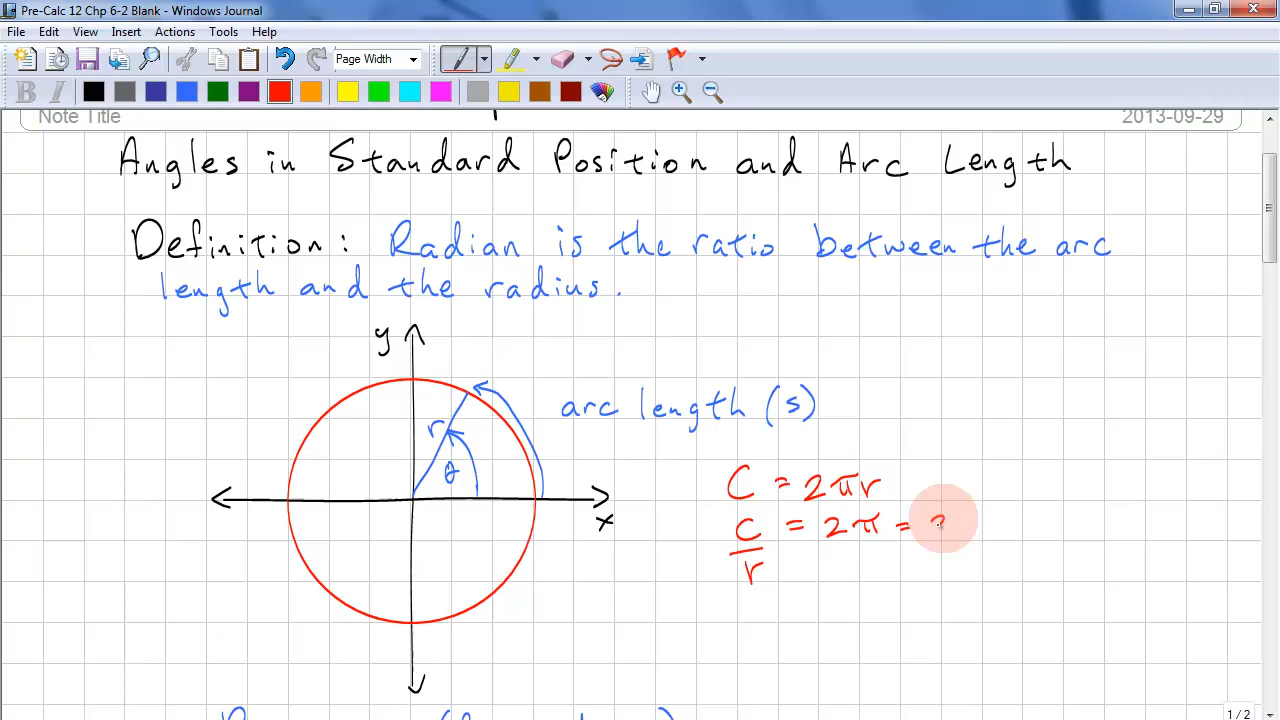 Pre-Calc 12 Chp 6-2 Blank - Windows Journal
File Edit View Insert Actions Tools Help
Page Width
B I
Note Title
2013-09-29
Angles in Standard Position and Arc Length
Definition: Radian is the ratio between the arc
length and the radius.
y
arc length (s)
r
θ
x
C = 2πr
C/r = 2π =
1/2